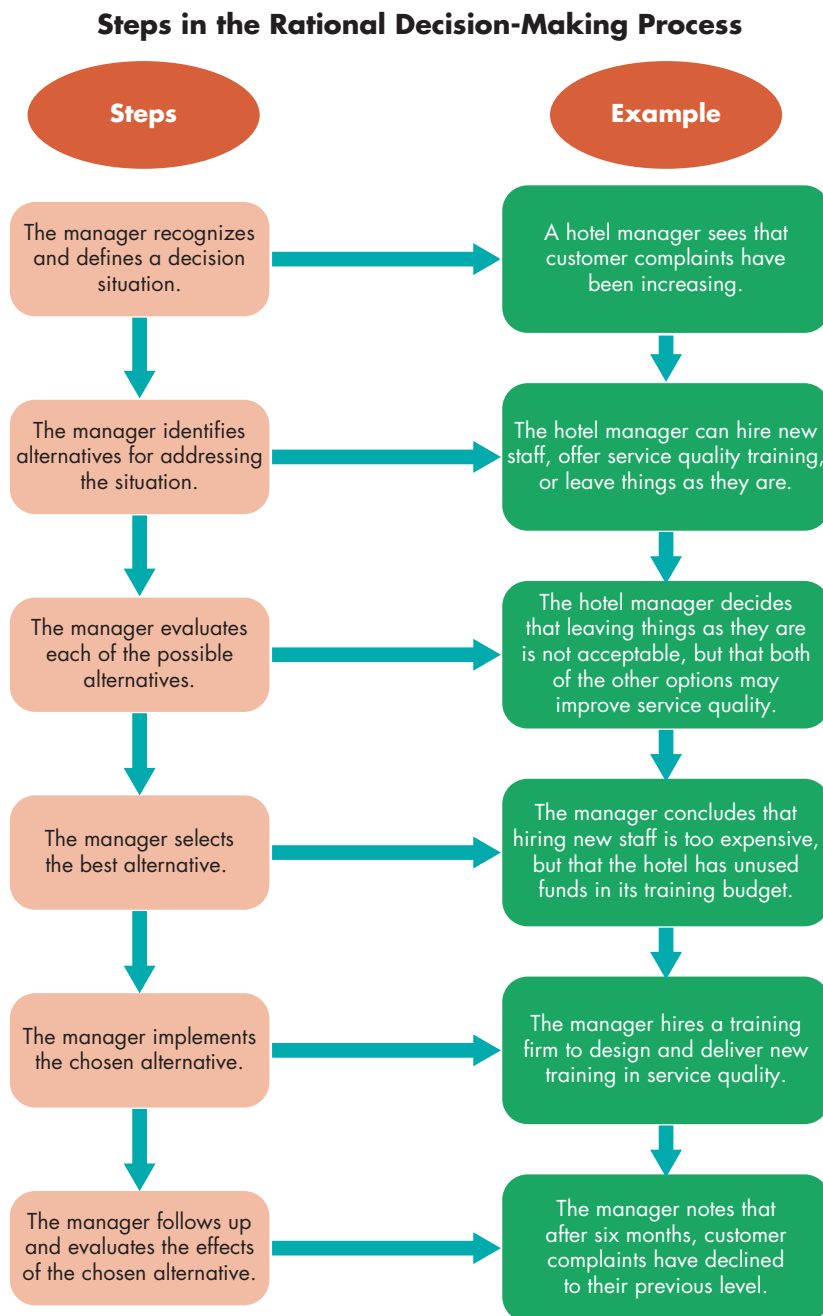 Steps in the Rational Decision-Making Process
Steps
Example
The manager recognizes
and defines a decision
situation.
A hotel manager sees that
customer complaints have
been increasing.
The manager identifies
alternatives for addressing
the situation.
The hotel manager can hire new
staff, offer service quality training,
or leave things as they are.
The manager evaluates
each of the possible
alternatives.
The hotel manager decides
that leaving things as they are
is not acceptable, but that both
of the other options may
improve service quality.
The manager selects
the best alternative.
The manager concludes that
hiring new staff is too expensive,
but that the hotel has unused
funds in its training budget.
The manager implements
the chosen alternative.
The manager hires a training
firm to design and deliver new
training in service quality.
The manager follows up
and evaluates the effects
of the chosen alternative.
The manager notes that
after six months, customer
complaints have declined
to their previous level.